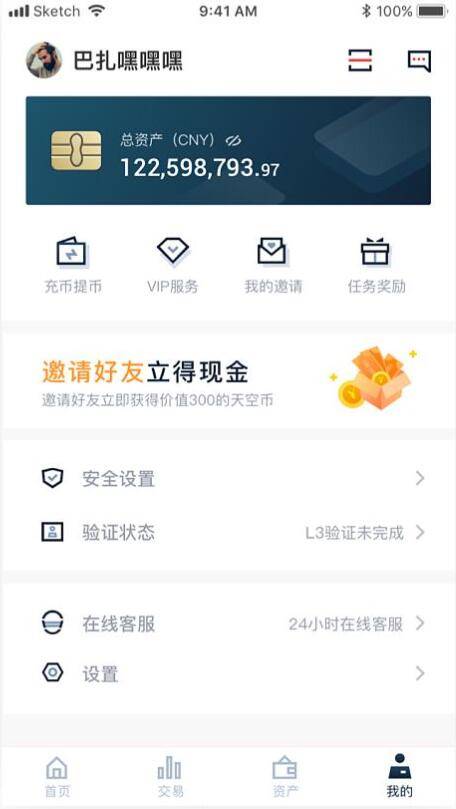 Sketch 9:41 AM 100%
巴扎嘿嘿嘿
总资产（CNY）
122,598,793.97
充币提币 VIP服务 我的邀请 任务奖励
邀请好友立得现金
邀请好友立即获得价值300的天空币
安全设置
验证状态 L3验证未完成
在线客服 24小时在线客服
设置
首页 交易 资产 我的